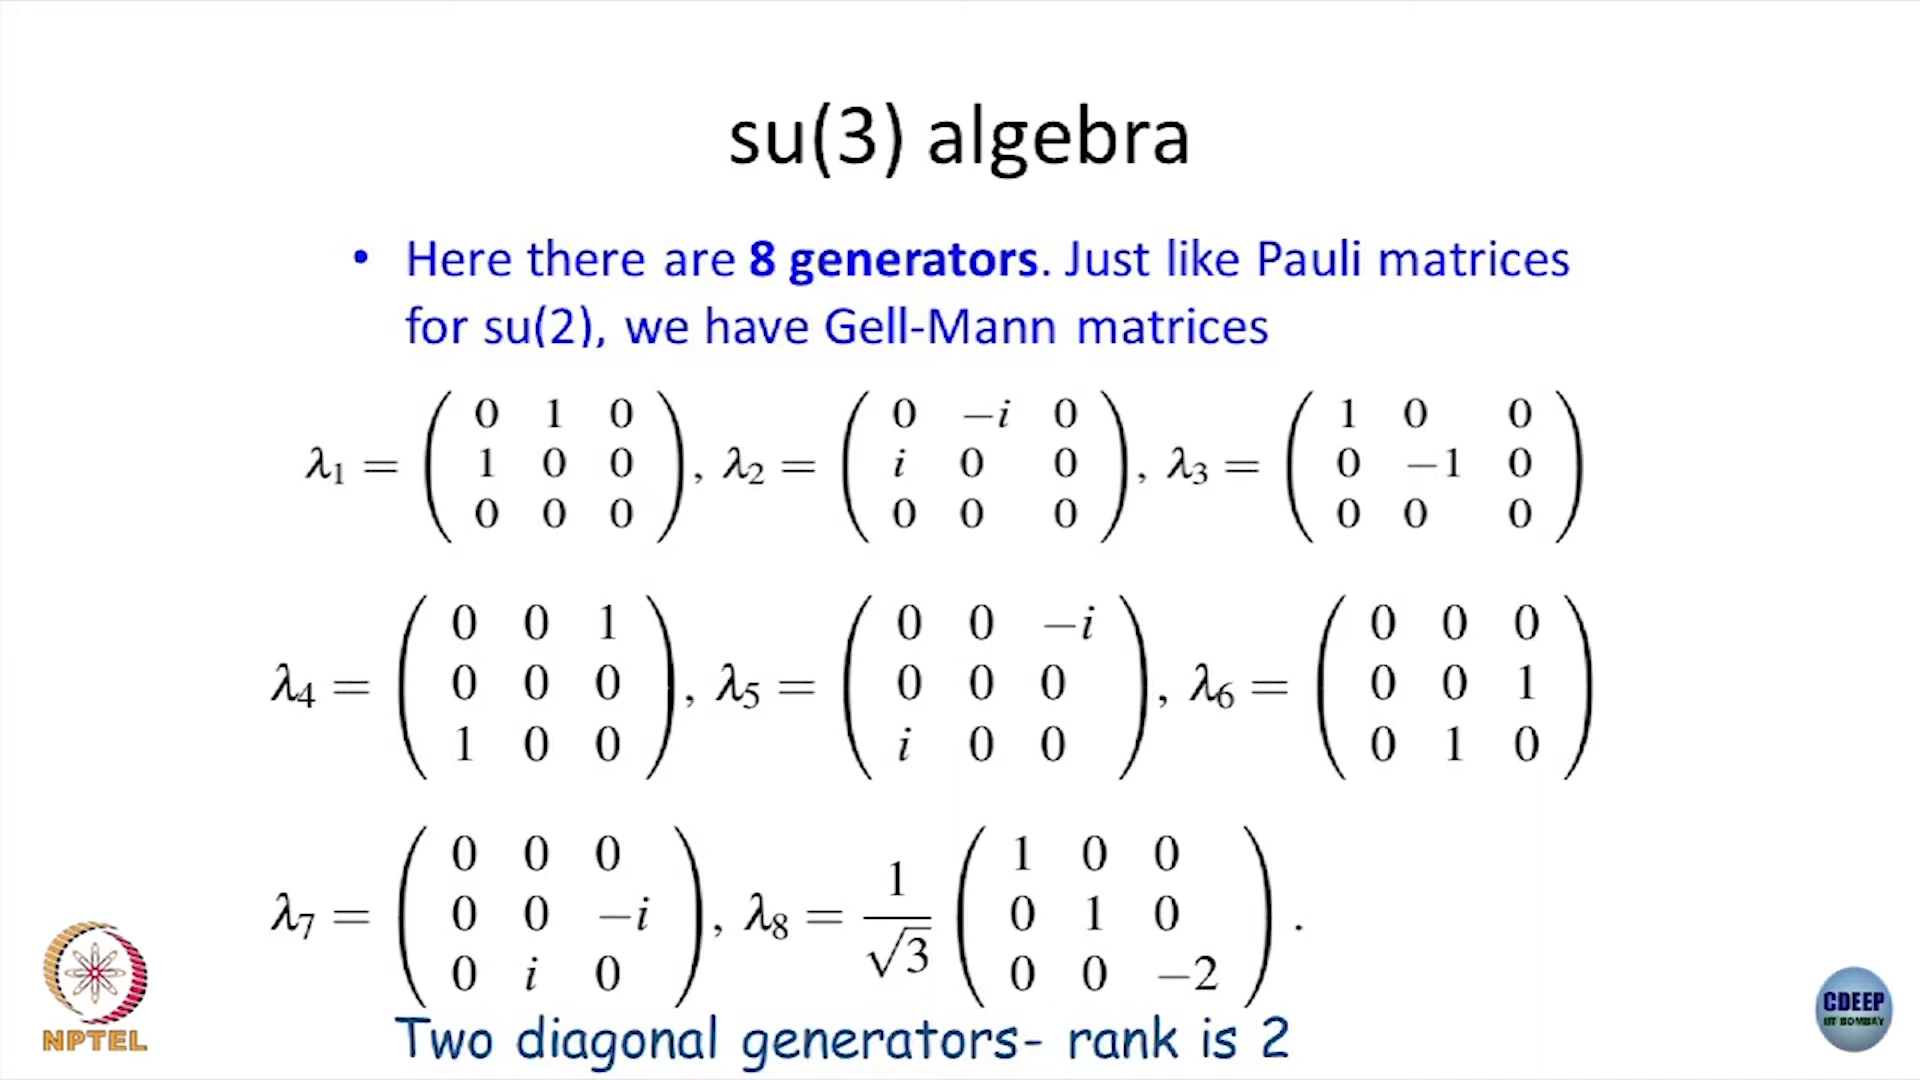 su(3) algebra
• Here there are 8 generators. Just like Pauli matrices
for su(2), we have Gell-Mann matrices
λ₁ = ( 0 1 0 ; 1 0 0 ; 0 0 0 ), λ₂ = ( 0 −i 0 ; i 0 0 ; 0 0 0 ), λ₃ = ( 1 0 0 ; 0 −1 0 ; 0 0 0 )
λ₄ = ( 0 0 1 ; 0 0 0 ; 1 0 0 ), λ₅ = ( 0 0 −i ; 0 0 0 ; i 0 0 ), λ₆ = ( 0 0 0 ; 0 0 1 ; 0 1 0 )
λ₇ = ( 0 0 0 ; 0 0 −i ; 0 i 0 ), λ₈ = 1/√3 ( 1 0 0 ; 0 1 0 ; 0 0 −2 ).
Two diagonal generators- rank is 2
NPTEL
CDEEP
IIT BOMBAY